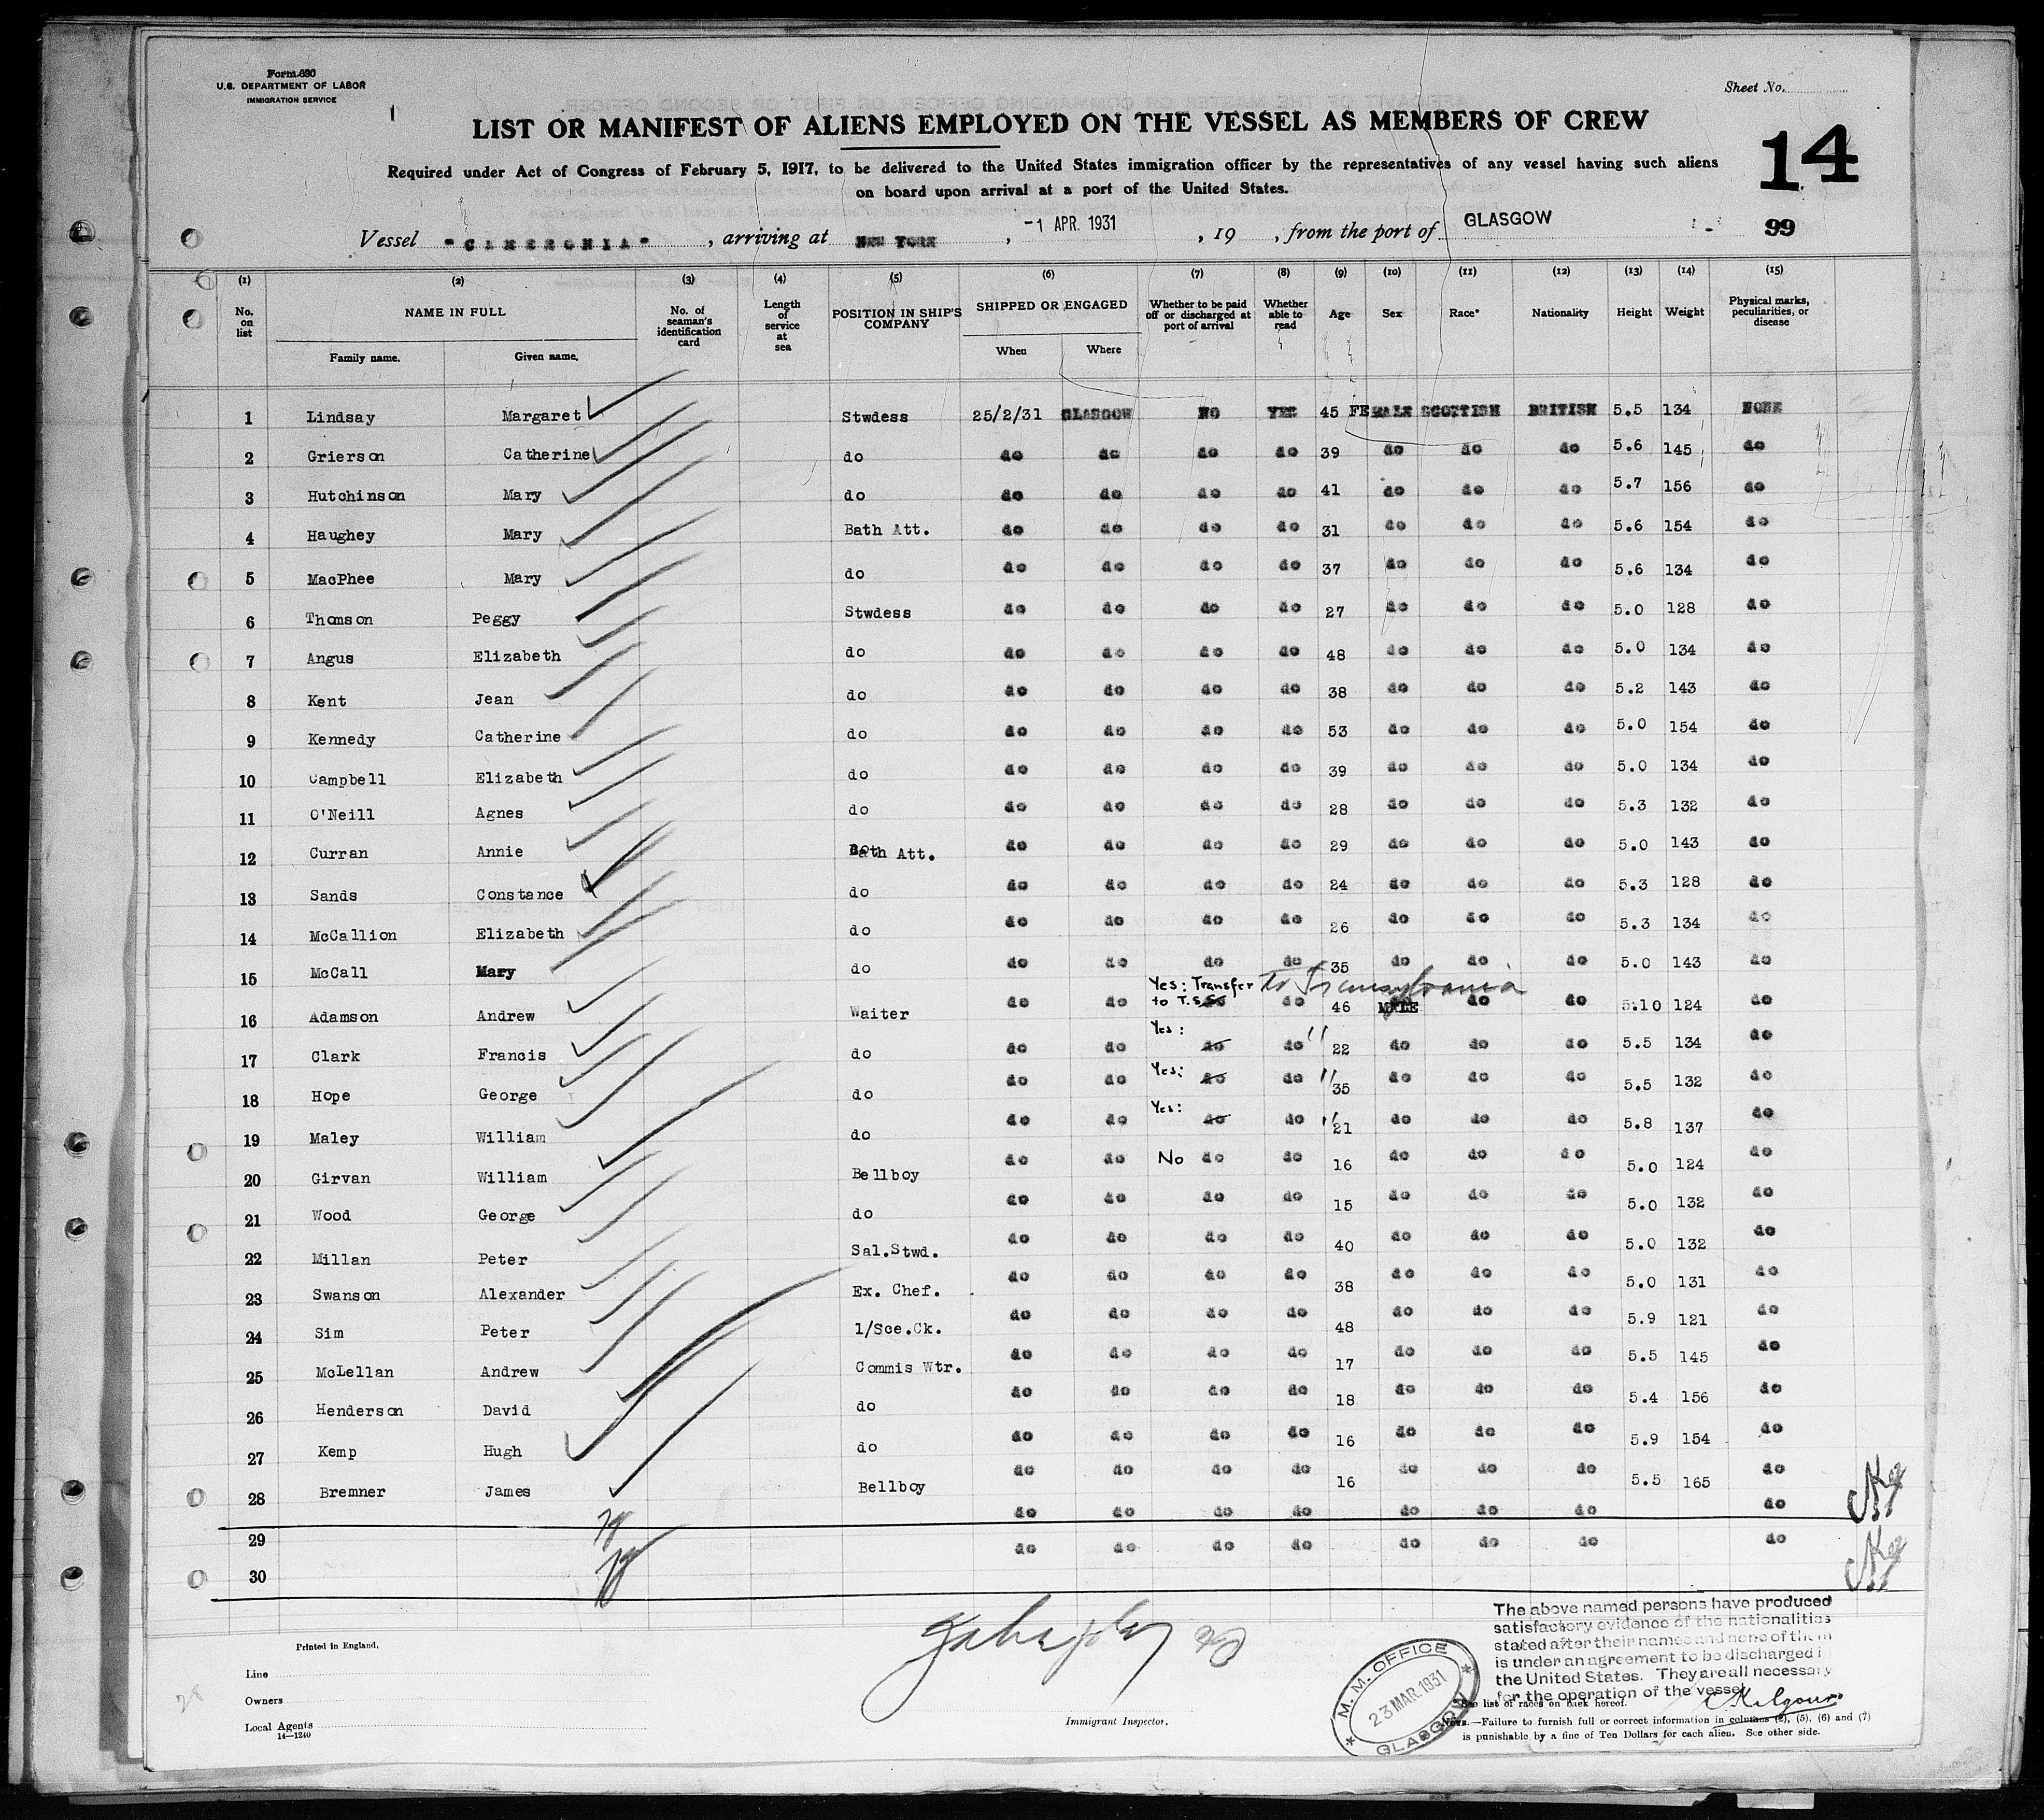 Form 680
U.S. DEPARTMENT OF LABOR
IMMIGRATION SERVICE
Sheet No.
LIST OR MANIFEST OF ALIENS EMPLOYED ON THE VESSEL AS MEMBERS OF CREW
14
Required under Act of Congress of February 5, 1917, to be delivered to the United States immigration officer by the representatives of any vessel having such aliens
on board upon arrival at a port of the United States.
Vessel "CAMERONIA", arriving at NEW YORK, -1 APR. 1931, 19 , from the port of GLASGOW 99
(1) (2) (3) (4) (5) (6) (7) (8) (9) (10) (11) (12) (13) (14) (15)
No. on list NAME IN FULL Family name. Given name. No. of seaman's identification card Length of service at sea POSITION IN SHIP'S COMPANY SHIPPED OR ENGAGED When Where Whether to be paid off or discharged at port of arrival Whether able to read Age Sex Race* Nationality Height Weight Physical marks, peculiarities, or disease
1 Lindsay Margaret Stwdess 25/2/31 GLASGOW NO YES 45 FEMALE SCOTTISH BRITISH 5.5 134 NONE
2 Grierson Catherine do do do do do 39 do do do 5.6 145 do
3 Hutchinson Mary do do do do do 41 do do do 5.7 156 do
4 Haughey Mary Bath Att. do do do do 31 do do do 5.6 154 do
5 MacPhee Mary do do do do do 37 do do do 5.6 134 do
6 Thomson Peggy Stwdess do do do do 27 do do do 5.0 128 do
7 Angus Elizabeth do do do do do 48 do do do 5.0 134 do
8 Kent Jean do do do do do 38 do do do 5.2 143 do
9 Kennedy Catherine do do do do do 53 do do do 5.0 154 do
10 Campbell Elizabeth do do do do do 39 do do do 5.0 134 do
11 O'Neill Agnes do do do do do 28 do do do 5.3 132 do
12 Curran Annie Bath Att. do do do do 29 do do do 5.0 143 do
13 Sands Constance do do do do do 24 do do do 5.3 128 do
14 McCallion Elizabeth do do do do do 26 do do do 5.3 134 do
15 McCall Mary do do do do do 35 do do do 5.0 143 do
Yes: Transfer to Transylvania
16 Adamson Andrew Waiter do do to T.S.S. do 46 MALE do do 5.10 124 do
17 Clark Francis do do do Yes: do do " 22 do do do 5.5 134 do
18 Hope George do do do Yes: do do " 35 do do do 5.5 132 do
19 Maley William do do do Yes: do do " 21 do do do 5.8 137 do
20 Girvan William Bellboy do do No do do 16 do do do 5.0 124 do
21 Wood George do do do do do 15 do do do 5.0 132 do
22 Millan Peter Sal.Stwd. do do do do 40 do do do 5.0 132 do
23 Swanson Alexander Ex. Chef. do do do do 38 do do do 5.0 131 do
24 Sim Peter 1/Sce.Ck. do do do do 48 do do do 5.9 121 do
25 McLellan Andrew Commis Wtr. do do do do 17 do do do 5.5 145 do
26 Henderson David do do do do do 18 do do do 5.4 156 do
27 Kemp Hugh do do do do do 16 do do do 5.9 154 do
28 Bremner James Bellboy do do do do 16 do do do 5.5 165 do
29 do do do do do do do do
30 do do do do do do do do
The above named persons have produced
satisfactory evidence of the nationalities
stated after their names and none of them
is under an agreement to be discharged in
the United States. They are all necessary
for the operation of the vessel
Kilgour
M.M. OFFICE
23 MAR. 1931
GLASGOW
Printed in England.
Line
Owners
Local Agents
14—1240
28
Immigrant Inspector.
*See list of races on back hereof.
NOTE.—Failure to furnish full or correct information in columns (2), (5), (6) and (7)
is punishable by a fine of Ten Dollars for each alien. See other side.